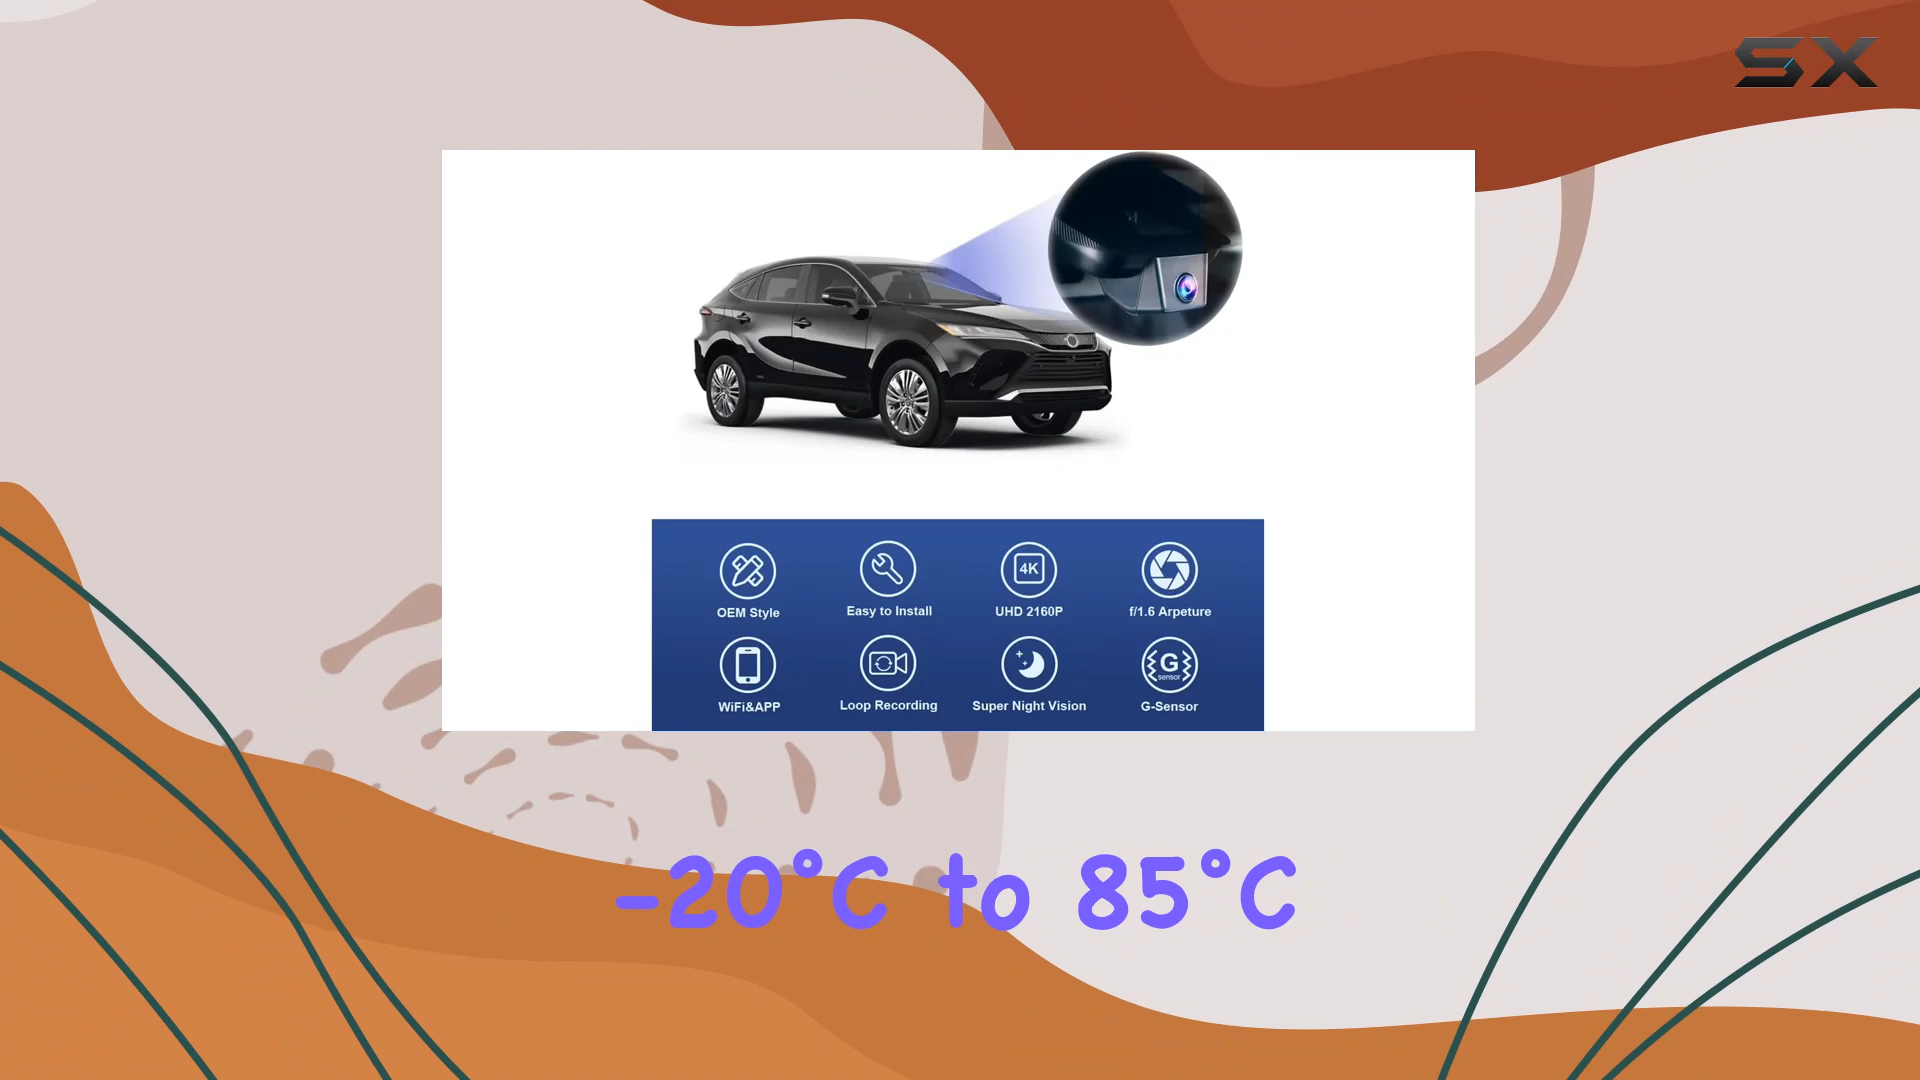 SX
4K
OEM Style
Easy to Install
UHD 2160P
f/1.6 Arpeture
G
sensor
WiFi&APP
Loop Recording
Super Night Vision
G-Sensor
-20°C to 85°C